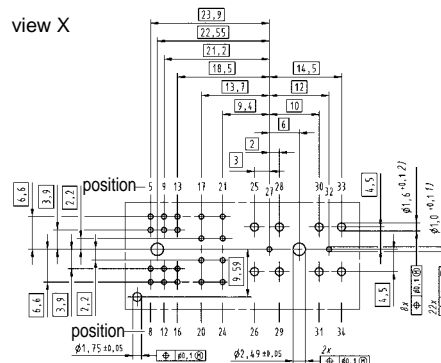 view X
23,9
22,55
21,2
18,5
14,5
13,7
12
9,4
10
6
2
3
position
5 9 13 17 21 25 27 28 30 32 33
6,6
3,9
2,2
4,5
ø1,6 +0,1
ø1,0 +0,1
9,59
6,6
3,9
2,2
4,5
8x
ø0,1 Ⓜ
22x
position
8 12 16 20 24 26 29 31 34
ø1,75 ±0,05
ø0,1 Ⓜ
ø2,49 ±0,05
2x
ø0,1 Ⓜ